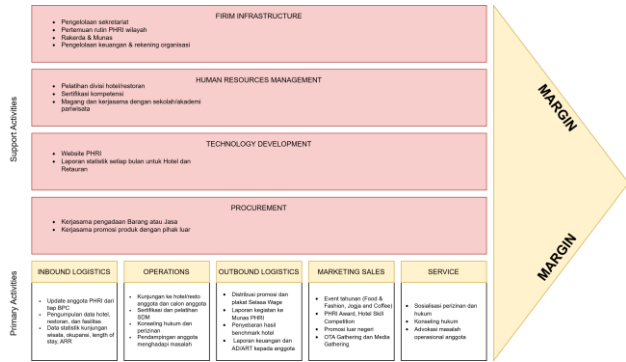 FIRIM INFRASTRUCTURE
Pengelolaan sekretariat
Pertemuan rutin PHRI wilayah
Rakerda & Munas
Pengelolaan keuangan & rekening organisasi
Support Activities
HUMAN RESOURCES MANAGEMENT
Pelatihan divisi hotel/restoran
Sertifikasi kompetensi
Magang dan kerjasama dengan sekolah/akademi
pariwisata
TECHNOLOGY DEVELOPMENT
Website PHRI
Laporan statistik setiap bulan untuk Hotel dan
Retauran
PROCUREMENT
Kerjasama pengadaan Barang atau Jasa
Kerjasama promosi produk dengan pihak luar
MARGIN
MARGIN
Primary Activities
INBOUND LOGISTICS
Update anggota PHRI dari
tiap BPC
Pengumpulan data hotel,
restoran, dan fasilitas
Data statistik kunjungan
wisata, okupansi, length of
stay, ARR
OPERATIONS
Kunjungan ke hotel/resto
anggota dan calon anggota
Sertifikasi dan pelatihan
SDM
Konseling hukum dan
perizinan
Pendampingan anggota
menghadapi masalah
OUTBOUND LOGISTICS
Distribusi promosi dan
plakat Selasa Wage
Laporan kegiatan ke
Munas PHRI
Penyebaran hasil
benchmark hotel
Laporan keuangan dan
AD/ART kepada anggota
MARKETING SALES
Event tahunan (Food &
Fashion, Jogja and Coffee)
PHRI Award, Hotel Skill
Competition
Promosi luar negeri
OTA Gathering and Media
Gathering
SERVICE
Sosialisasi perizinan dan
hukum
Konseling hukum
Advokasi masalah
operasional anggota